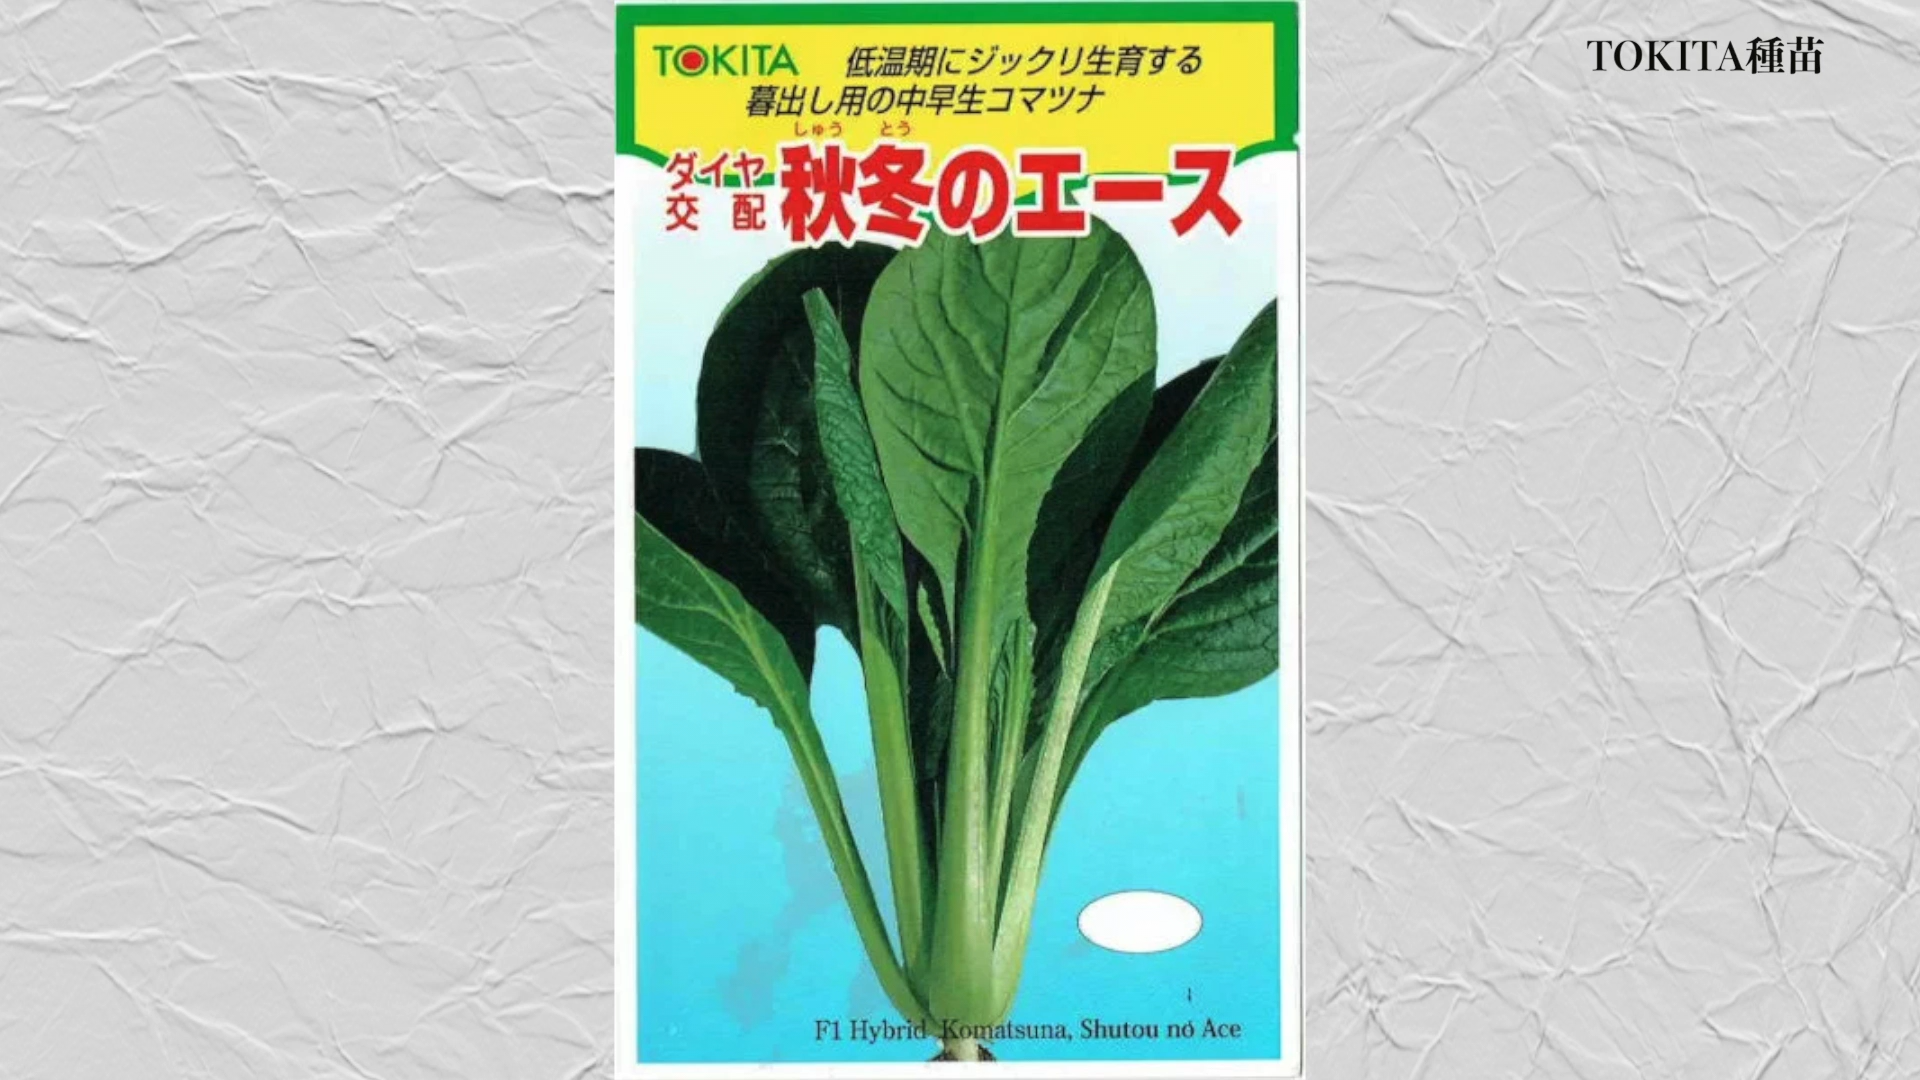 TOKITA種苗
TOKITA 低温期にジックリ生育する
暮出し用の中早生コマツナ
しゅう とう
ダイヤ交配 秋冬のエース
F1 Hybrid Komatsuna, Shutou no Ace